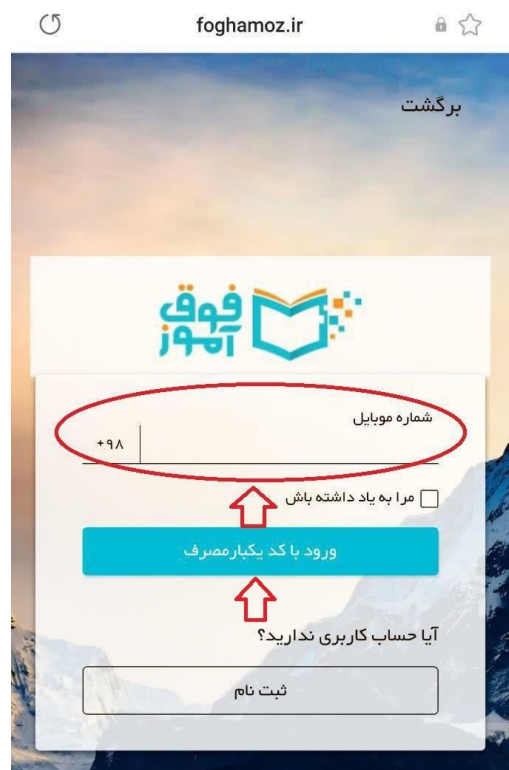 foghamoz.ir
برگشت
فوق
آموز
شماره موبایل
+۹۸
مرا به یاد داشته باش
ورود با کد یکبارمصرف
آیا حساب کاربری ندارید؟
ثبت نام